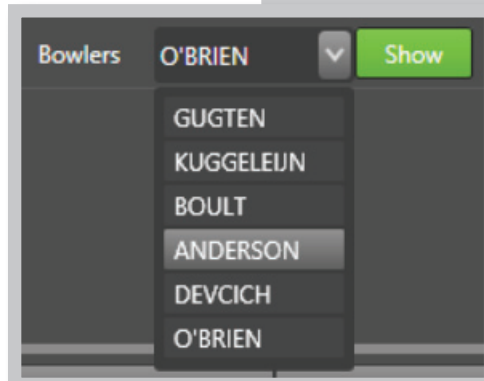 Bowlers O'BRIEN Show
GUGTEN
KUGGELEIJN
BOULT
ANDERSON
DEVCICH
O'BRIEN